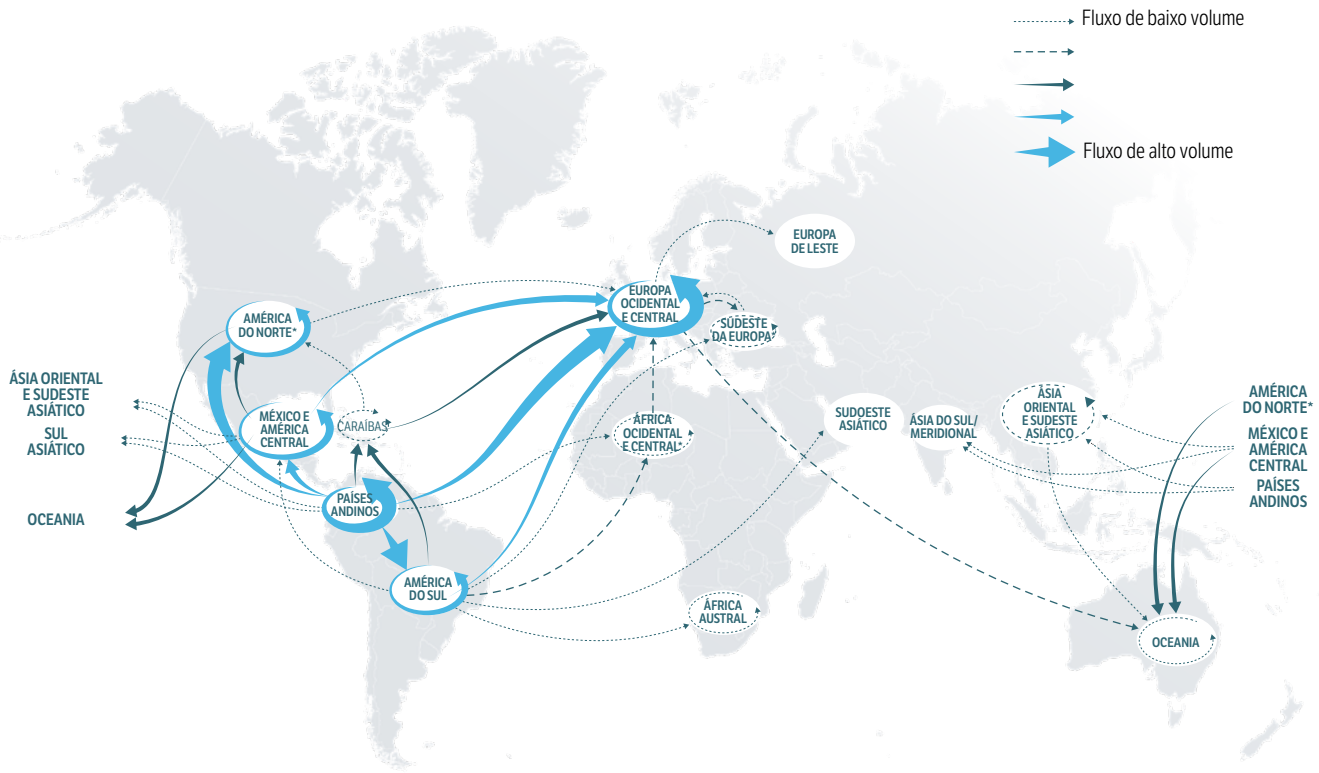 Fluxo de baixo volume
Fluxo de alto volume
EUROPA
DE LESTE
EUROPA
OCIDENTAL
E CENTRAL
SUDESTE
DA EUROPA*
AMÉRICA
DO NORTE*
ÁSIA ORIENTAL
E SUDESTE
ASIÁTICO
SUL
ASIÁTICO
OCEANIA
MÉXICO E
AMÉRICA
CENTRAL
CARAÍBAS
PAÍSES
ANDINOS
AMÉRICA
DO SUL
ÁFRICA
OCIDENTAL
E CENTRAL*
ÁFRICA
AUSTRAL
SUDOESTE
ASIÁTICO
ÁSIA DO SUL/
MERIDIONAL
ÁSIA
ORIENTAL
E SUDESTE
ASIÁTICO
AMÉRICA
DO NORTE*
MÉXICO E
AMÉRICA
CENTRAL
PAÍSES
ANDINOS
OCEANIA